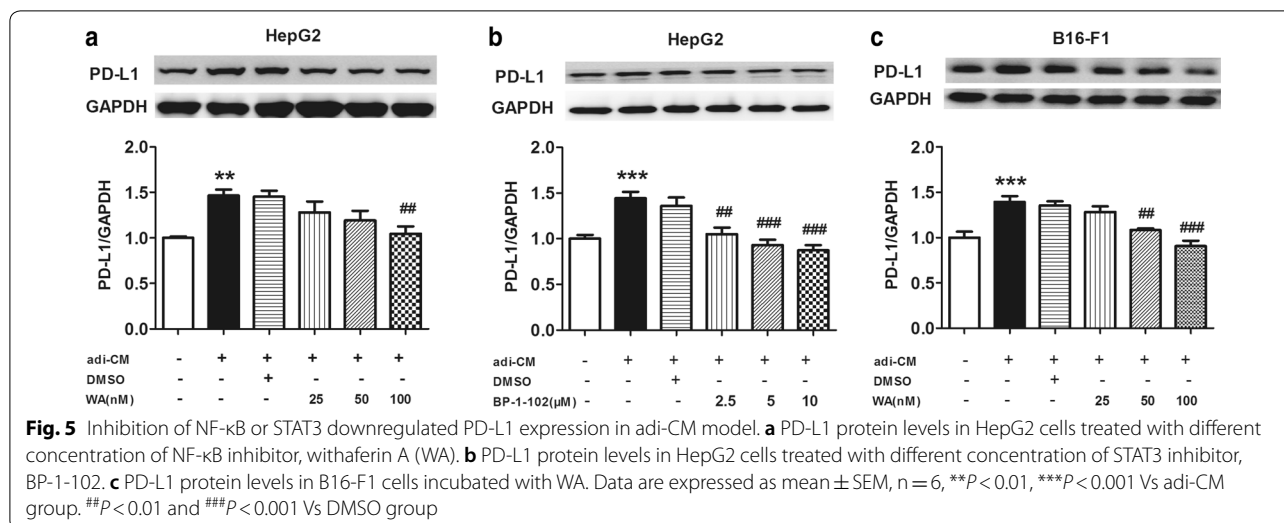 a
HepG2
PD-L1
GAPDH
PD-L1/GAPDH
2.0
1.5
1.0
0.5
0.0
**
##
adi-CM - + + + + +
DMSO - - + - - -
WA(nM) - - - 25 50 100
b
HepG2
PD-L1
GAPDH
PD-L1/GAPDH
2.0
1.5
1.0
0.5
0.0
***
##
###
###
adi-CM - + + + + +
DMSO - - + - - -
BP-1-102(μM) - - - 2.5 5 10
c
B16-F1
PD-L1
GAPDH
PD-L1/GAPDH
2.0
1.5
1.0
0.5
0.0
***
##
###
adi-CM - + + + + +
DMSO - - + - - -
WA(nM) - - - 25 50 100
Fig. 5 Inhibition of NF-κB or STAT3 downregulated PD-L1 expression in adi-CM model. a PD-L1 protein levels in HepG2 cells treated with different
concentration of NF-κB inhibitor, withaferin A (WA). b PD-L1 protein levels in HepG2 cells treated with different concentration of STAT3 inhibitor,
BP-1-102. c PD-L1 protein levels in B16-F1 cells incubated with WA. Data are expressed as mean ± SEM, n = 6, **P < 0.01, ***P < 0.001 Vs adi-CM
group. ##P < 0.01 and ###P < 0.001 Vs DMSO group